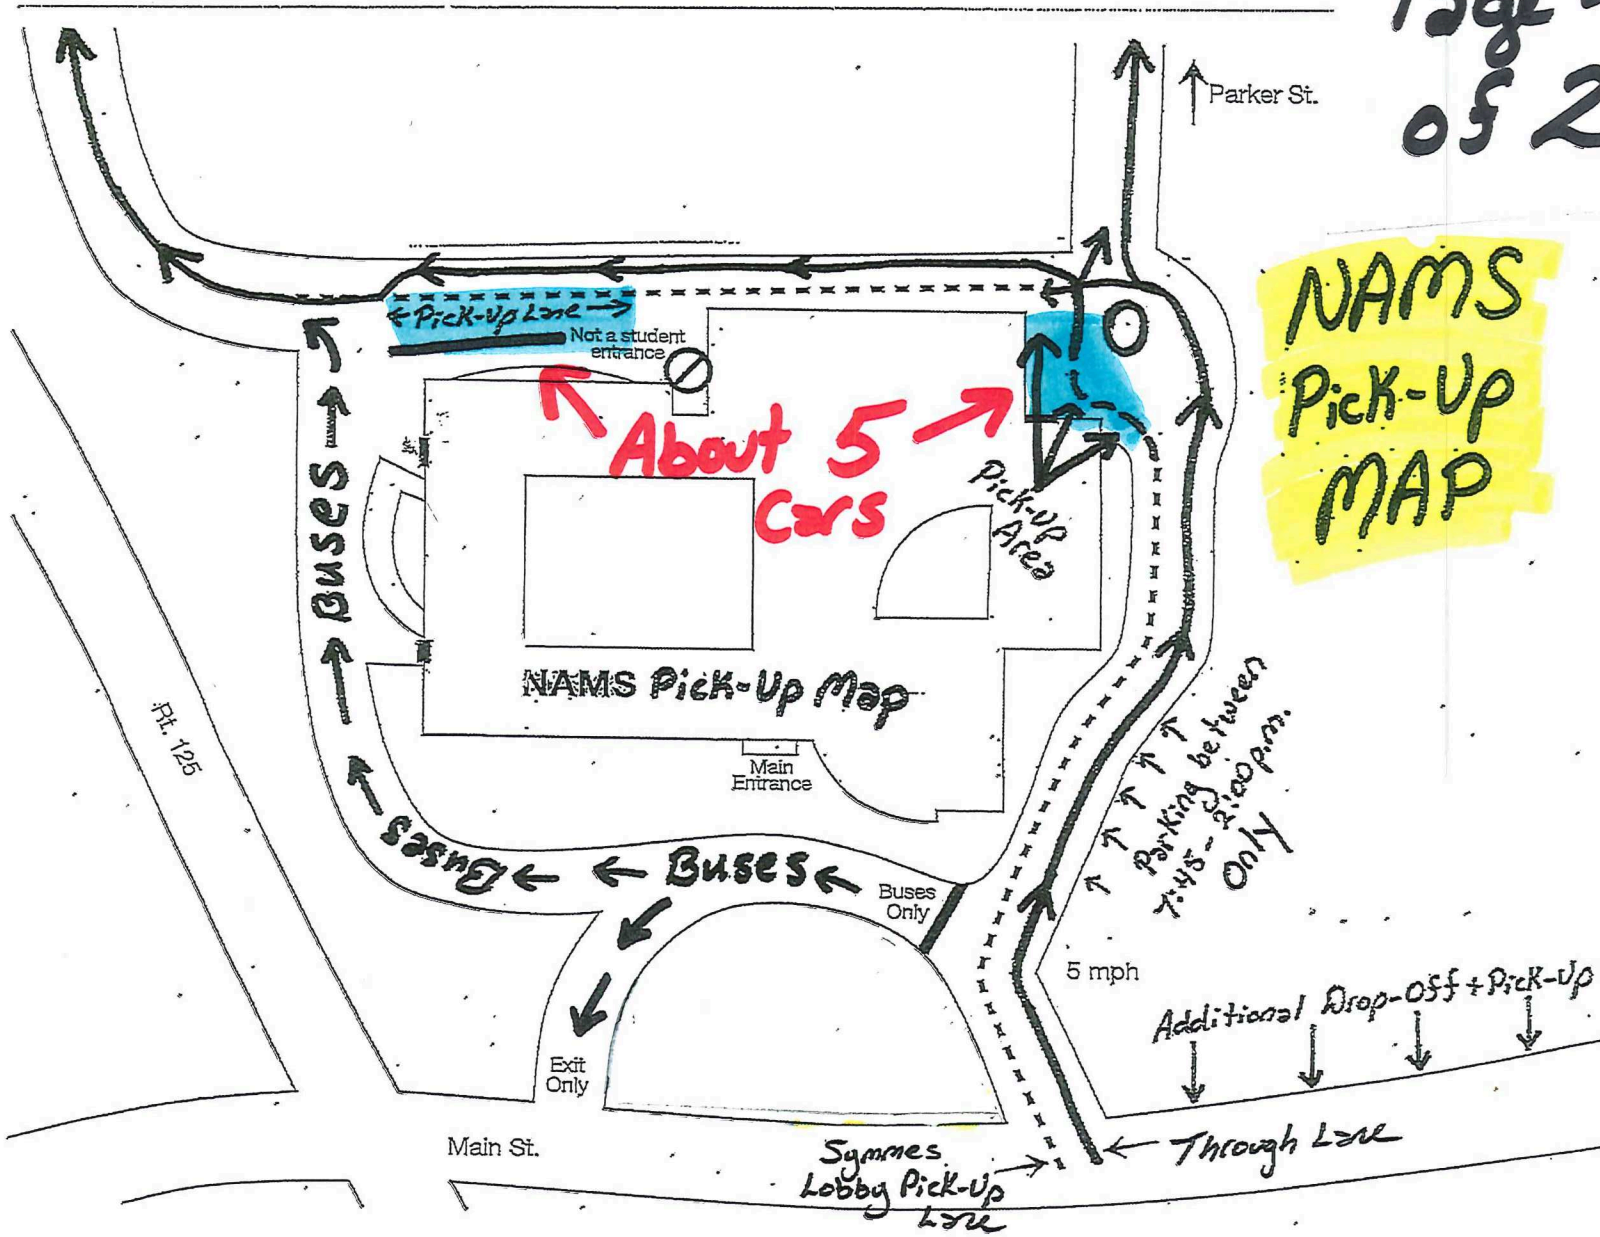 Page
of 2
Parker St.
NAMS
Pick-Up
MAP
← Pick-Up Lane →
Not a student
entrance
About 5
Cars
Pick-Up
Area
Buses
NAMS Pick-Up Map
Rt. 125
Main
Entrance
Parking between
7:45 - 2:00 p.m.
Only
Buses
Buses
Buses
Only
5 mph
Additional Drop-Off + Pick-Up
Exit
Only
Main St.
Symmes
Lobby Pick-Up
Lane
Through Lane